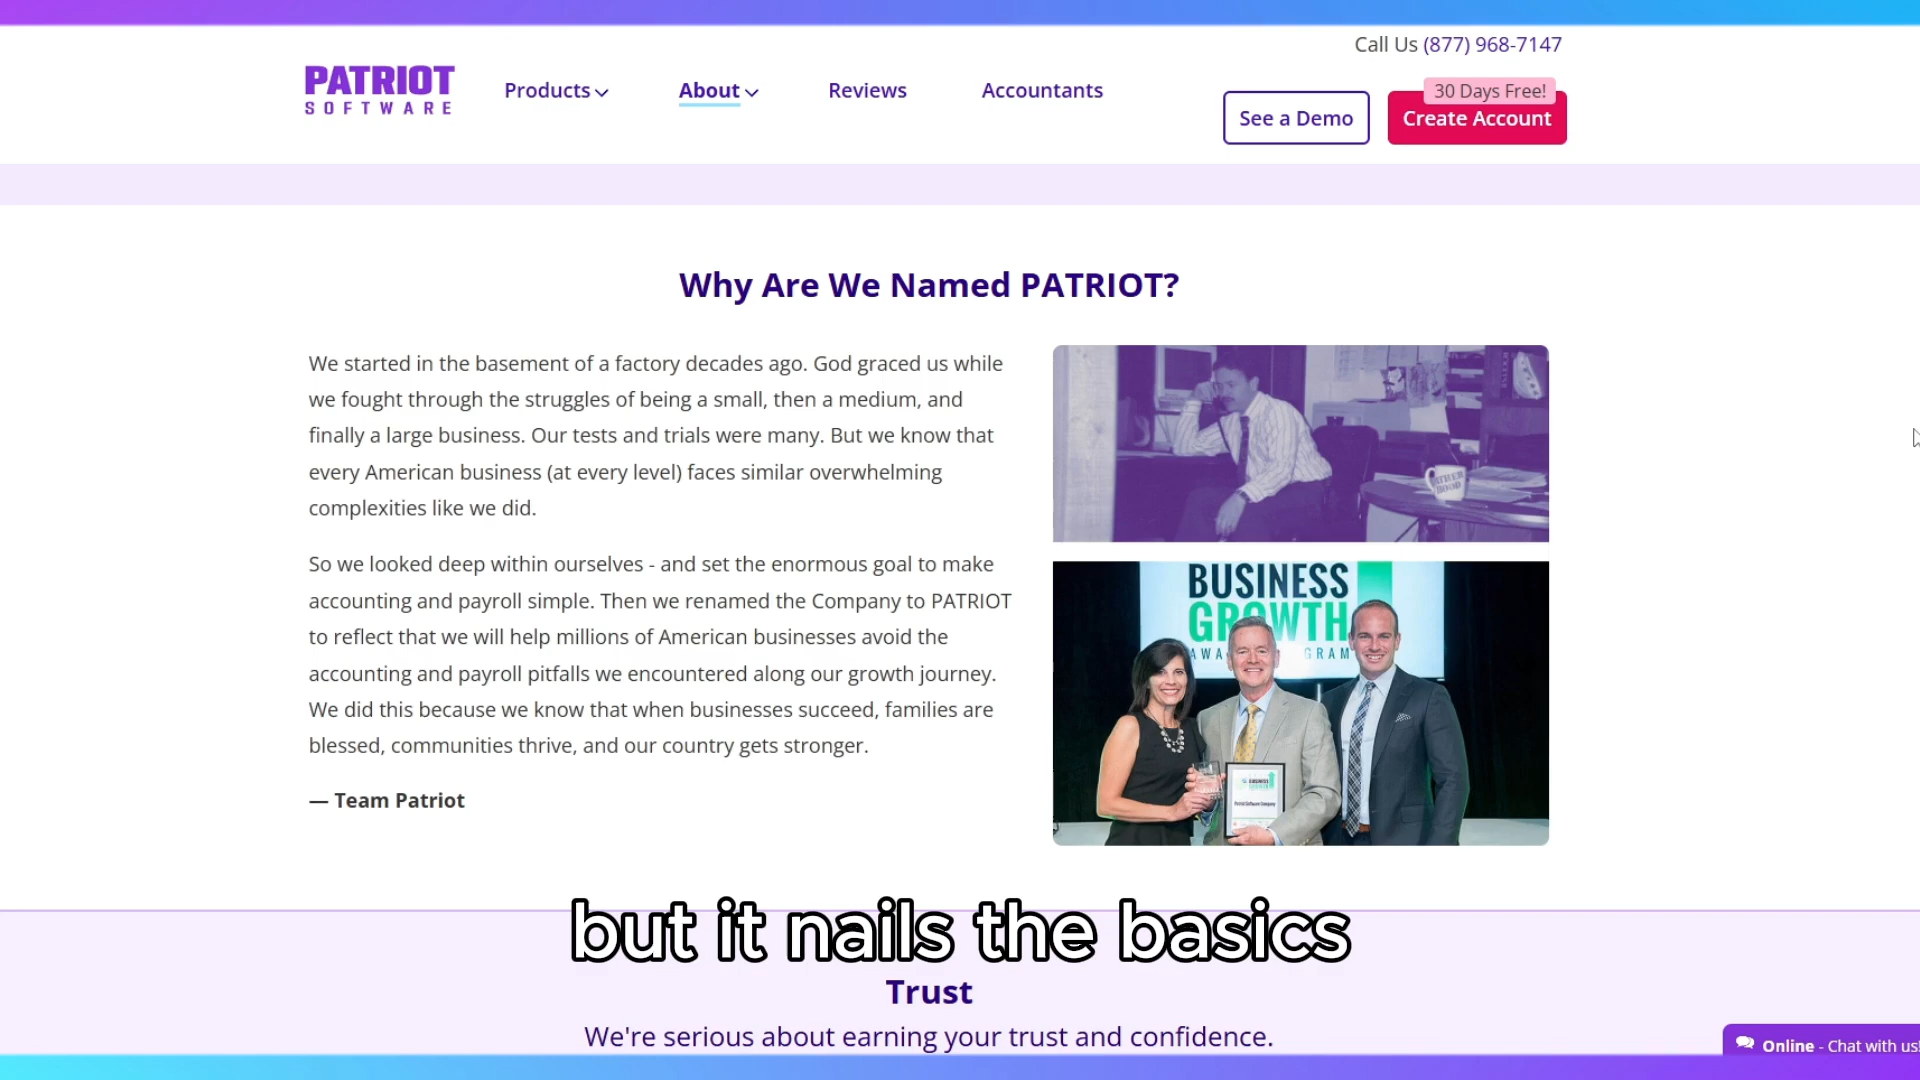 Call Us (877) 968-7147
PATRIOT
SOFTWARE
Products
About
Reviews
Accountants
See a Demo
30 Days Free!
Create Account
Why Are We Named PATRIOT?
We started in the basement of a factory decades ago. God graced us while
we fought through the struggles of being a small, then a medium, and
finally a large business. Our tests and trials were many. But we know that
every American business (at every level) faces similar overwhelming
complexities like we did.
So we looked deep within ourselves - and set the enormous goal to make
accounting and payroll simple. Then we renamed the Company to PATRIOT
to reflect that we will help millions of American businesses avoid the
accounting and payroll pitfalls we encountered along our growth journey.
We did this because we know that when businesses succeed, families are
blessed, communities thrive, and our country gets stronger.
— Team Patriot
BUSINESS
GROWTH
BUSINESS
Patriot Software Company
but it nails the basics
Trust
We're serious about earning your trust and confidence.
Online - Chat with us!